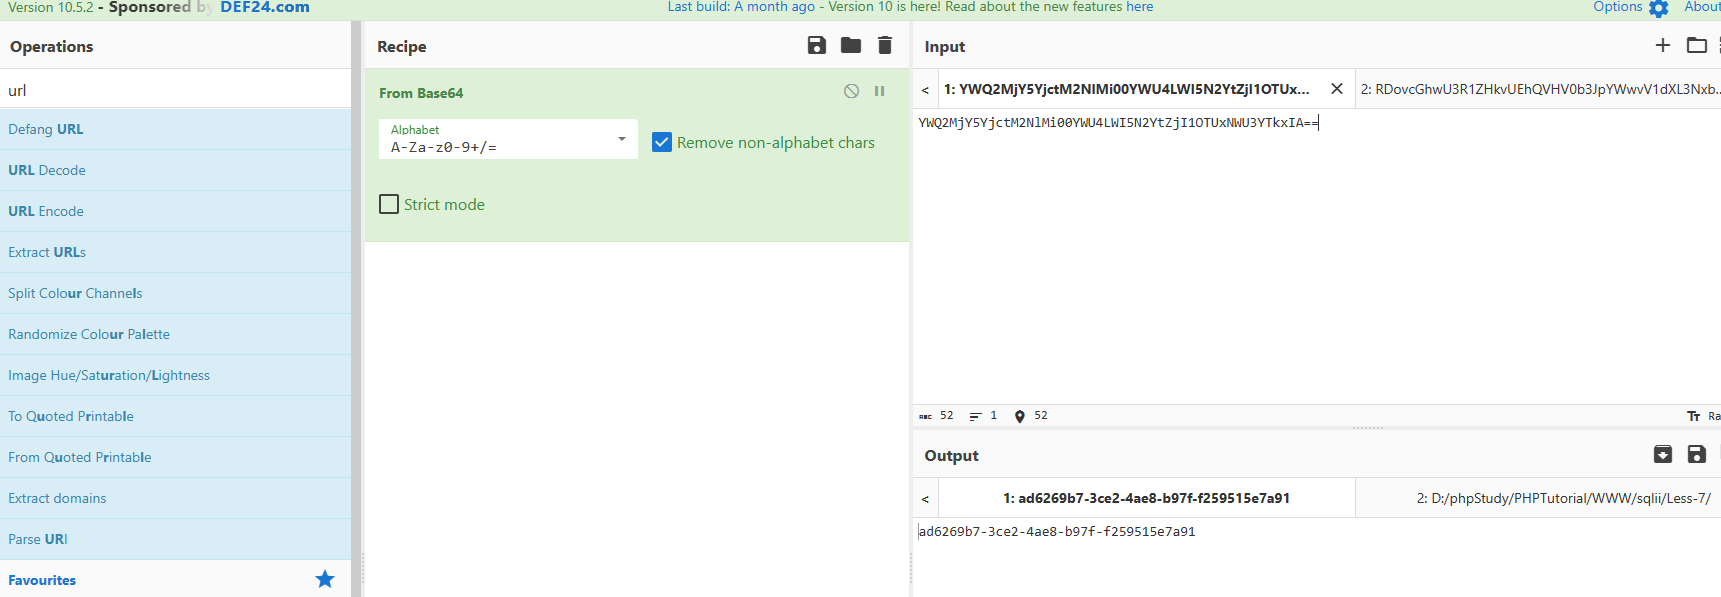 Version 10.5.2 - Sponsored by DEF24.com
Last build: A month ago - Version 10 is here! Read about the new features here
Options
About
Operations
url
Defang URL
URL Decode
URL Encode
Extract URLs
Split Colour Channels
Randomize Colour Palette
Image Hue/Saturation/Lightness
To Quoted Printable
From Quoted Printable
Extract domains
Parse URI
Favourites
Recipe
From Base64
Alphabet
A-Za-z0-9+/=
Remove non-alphabet chars
Strict mode
Input
< 1: YWQ2MjY5YjctM2NlMi00YWU4LWI5N2YtZjI1OTUx... 2: RDovcGhwU3R1ZHkvUEhQVHV0b3JpYWwvV1dXL3Nxb...
YWQ2MjY5YjctM2NlMi00YWU4LWI5N2YtZjI1OTUxNWU3YTkxIA==
ABC 52 1 52
Tт Ra
Output
< 1: ad6269b7-3ce2-4ae8-b97f-f259515e7a91 2: D:/phpStudy/PHPTutorial/WWW/sqlii/Less-7/
ad6269b7-3ce2-4ae8-b97f-f259515e7a91